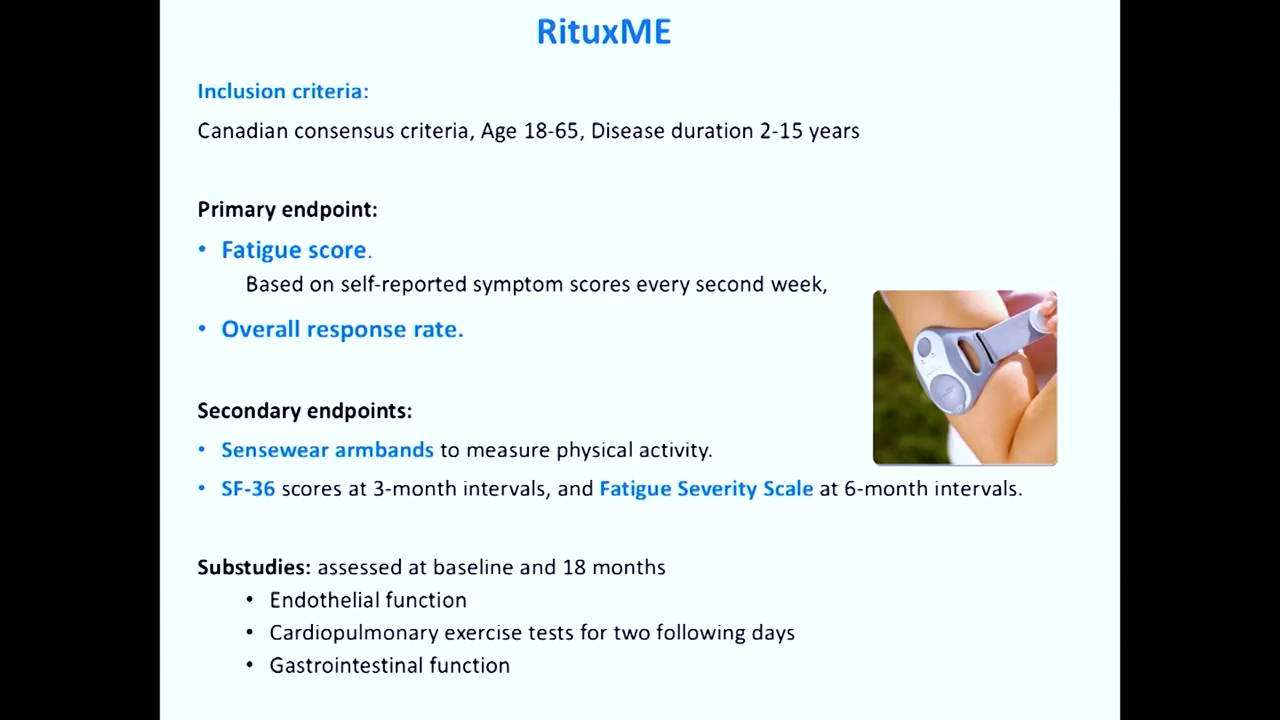 RituxME
Inclusion criteria:
Canadian consensus criteria, Age 18-65, Disease duration 2-15 years
Primary endpoint:
• Fatigue score.
Based on self-reported symptom scores every second week,
• Overall response rate.
Secondary endpoints:
• Sensewear armbands to measure physical activity.
• SF-36 scores at 3-month intervals, and Fatigue Severity Scale at 6-month intervals.
Substudies: assessed at baseline and 18 months
• Endothelial function
• Cardiopulmonary exercise tests for two following days
• Gastrointestinal function